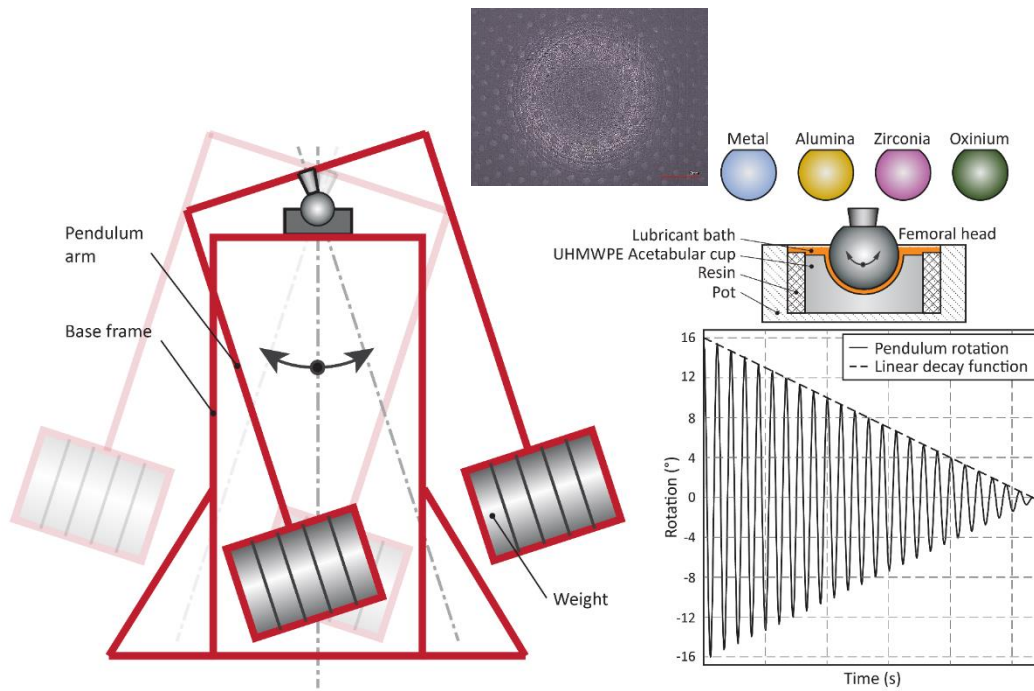 Metal Alumina Zirconia Oxinium
Lubricant bath
UHMWPE Acetabular cup
Resin
Pot
Femoral head
Pendulum
arm
Base frame
Weight
Pendulum rotation
Linear decay function
Rotation (°)
16
12
8
4
0
-4
-8
-12
-16
Time (s)